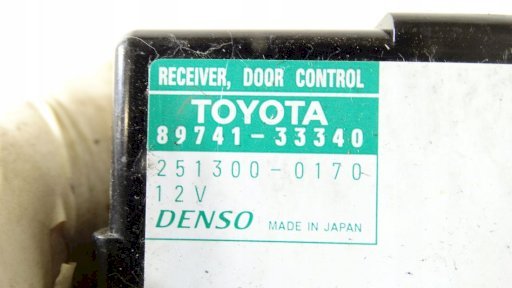 RECEIVER, DOOR CONTROL
TOYOTA
89741-33340
251300-0170
12V
DENSO MADE IN JAPAN